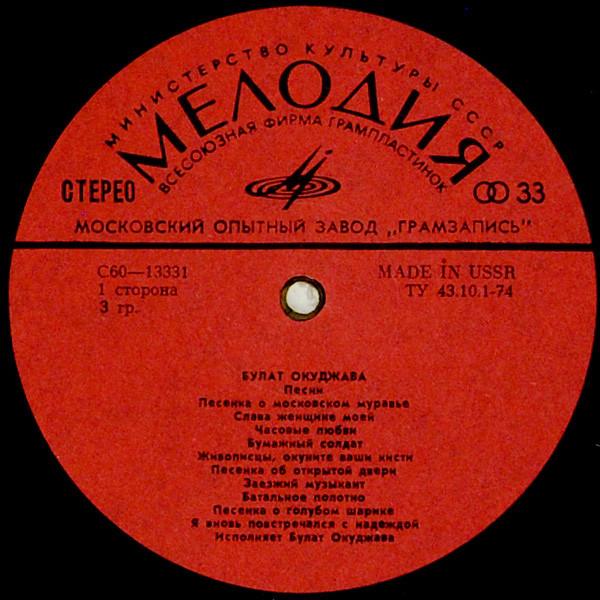 МИНИСТЕРСТВО КУЛЬТУРЫ СССР
МЕЛОДИЯ
ВСЕСОЮЗНАЯ ФИРМА ГРАМПЛАСТИНОК
СТЕРЕО
33
МОСКОВСКИЙ ОПЫТНЫЙ ЗАВОД „ГРАМЗАПИСЬ"
С60—13331
MADE IN USSR
1 сторона
ТУ 43.10.1-74
3 гр.
БУЛАТ ОКУДЖАВА
Песни
Песенка о московском муравье
Слава женщине моей
Часовые любви
Бумажный солдат
Живописцы, окуните ваши кисти
Песенка об открытой двери
Заезжий музыкант
Батальное полотно
Песенка о голубом шарике
Я вновь повстречался с надеждой
Исполняет Булат Окуджава